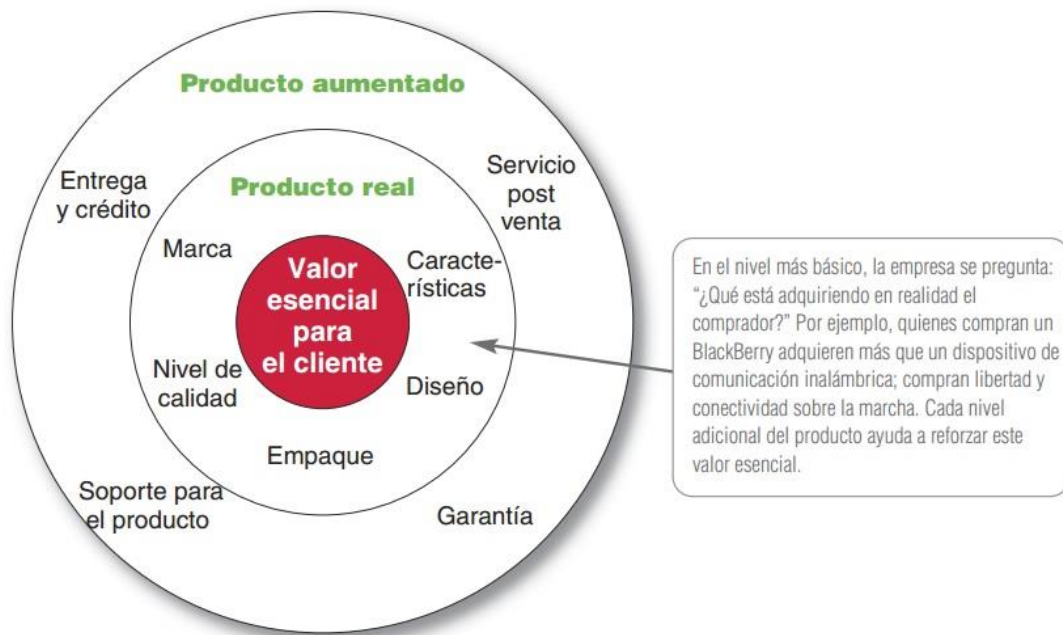 Producto aumentado
Entrega
y crédito
Servicio
post
venta
Producto real
Marca
Caracte-
rísticas
Valor
esencial
para
el cliente
Nivel de
calidad
Diseño
Empaque
Soporte para
el producto
Garantía
En el nivel más básico, la empresa se pregunta:
“¿Qué está adquiriendo en realidad el
comprador?” Por ejemplo, quienes compran un
BlackBerry adquieren más que un dispositivo de
comunicación inalámbrica; compran libertad y
conectividad sobre la marcha. Cada nivel
adicional del producto ayuda a reforzar este
valor esencial.